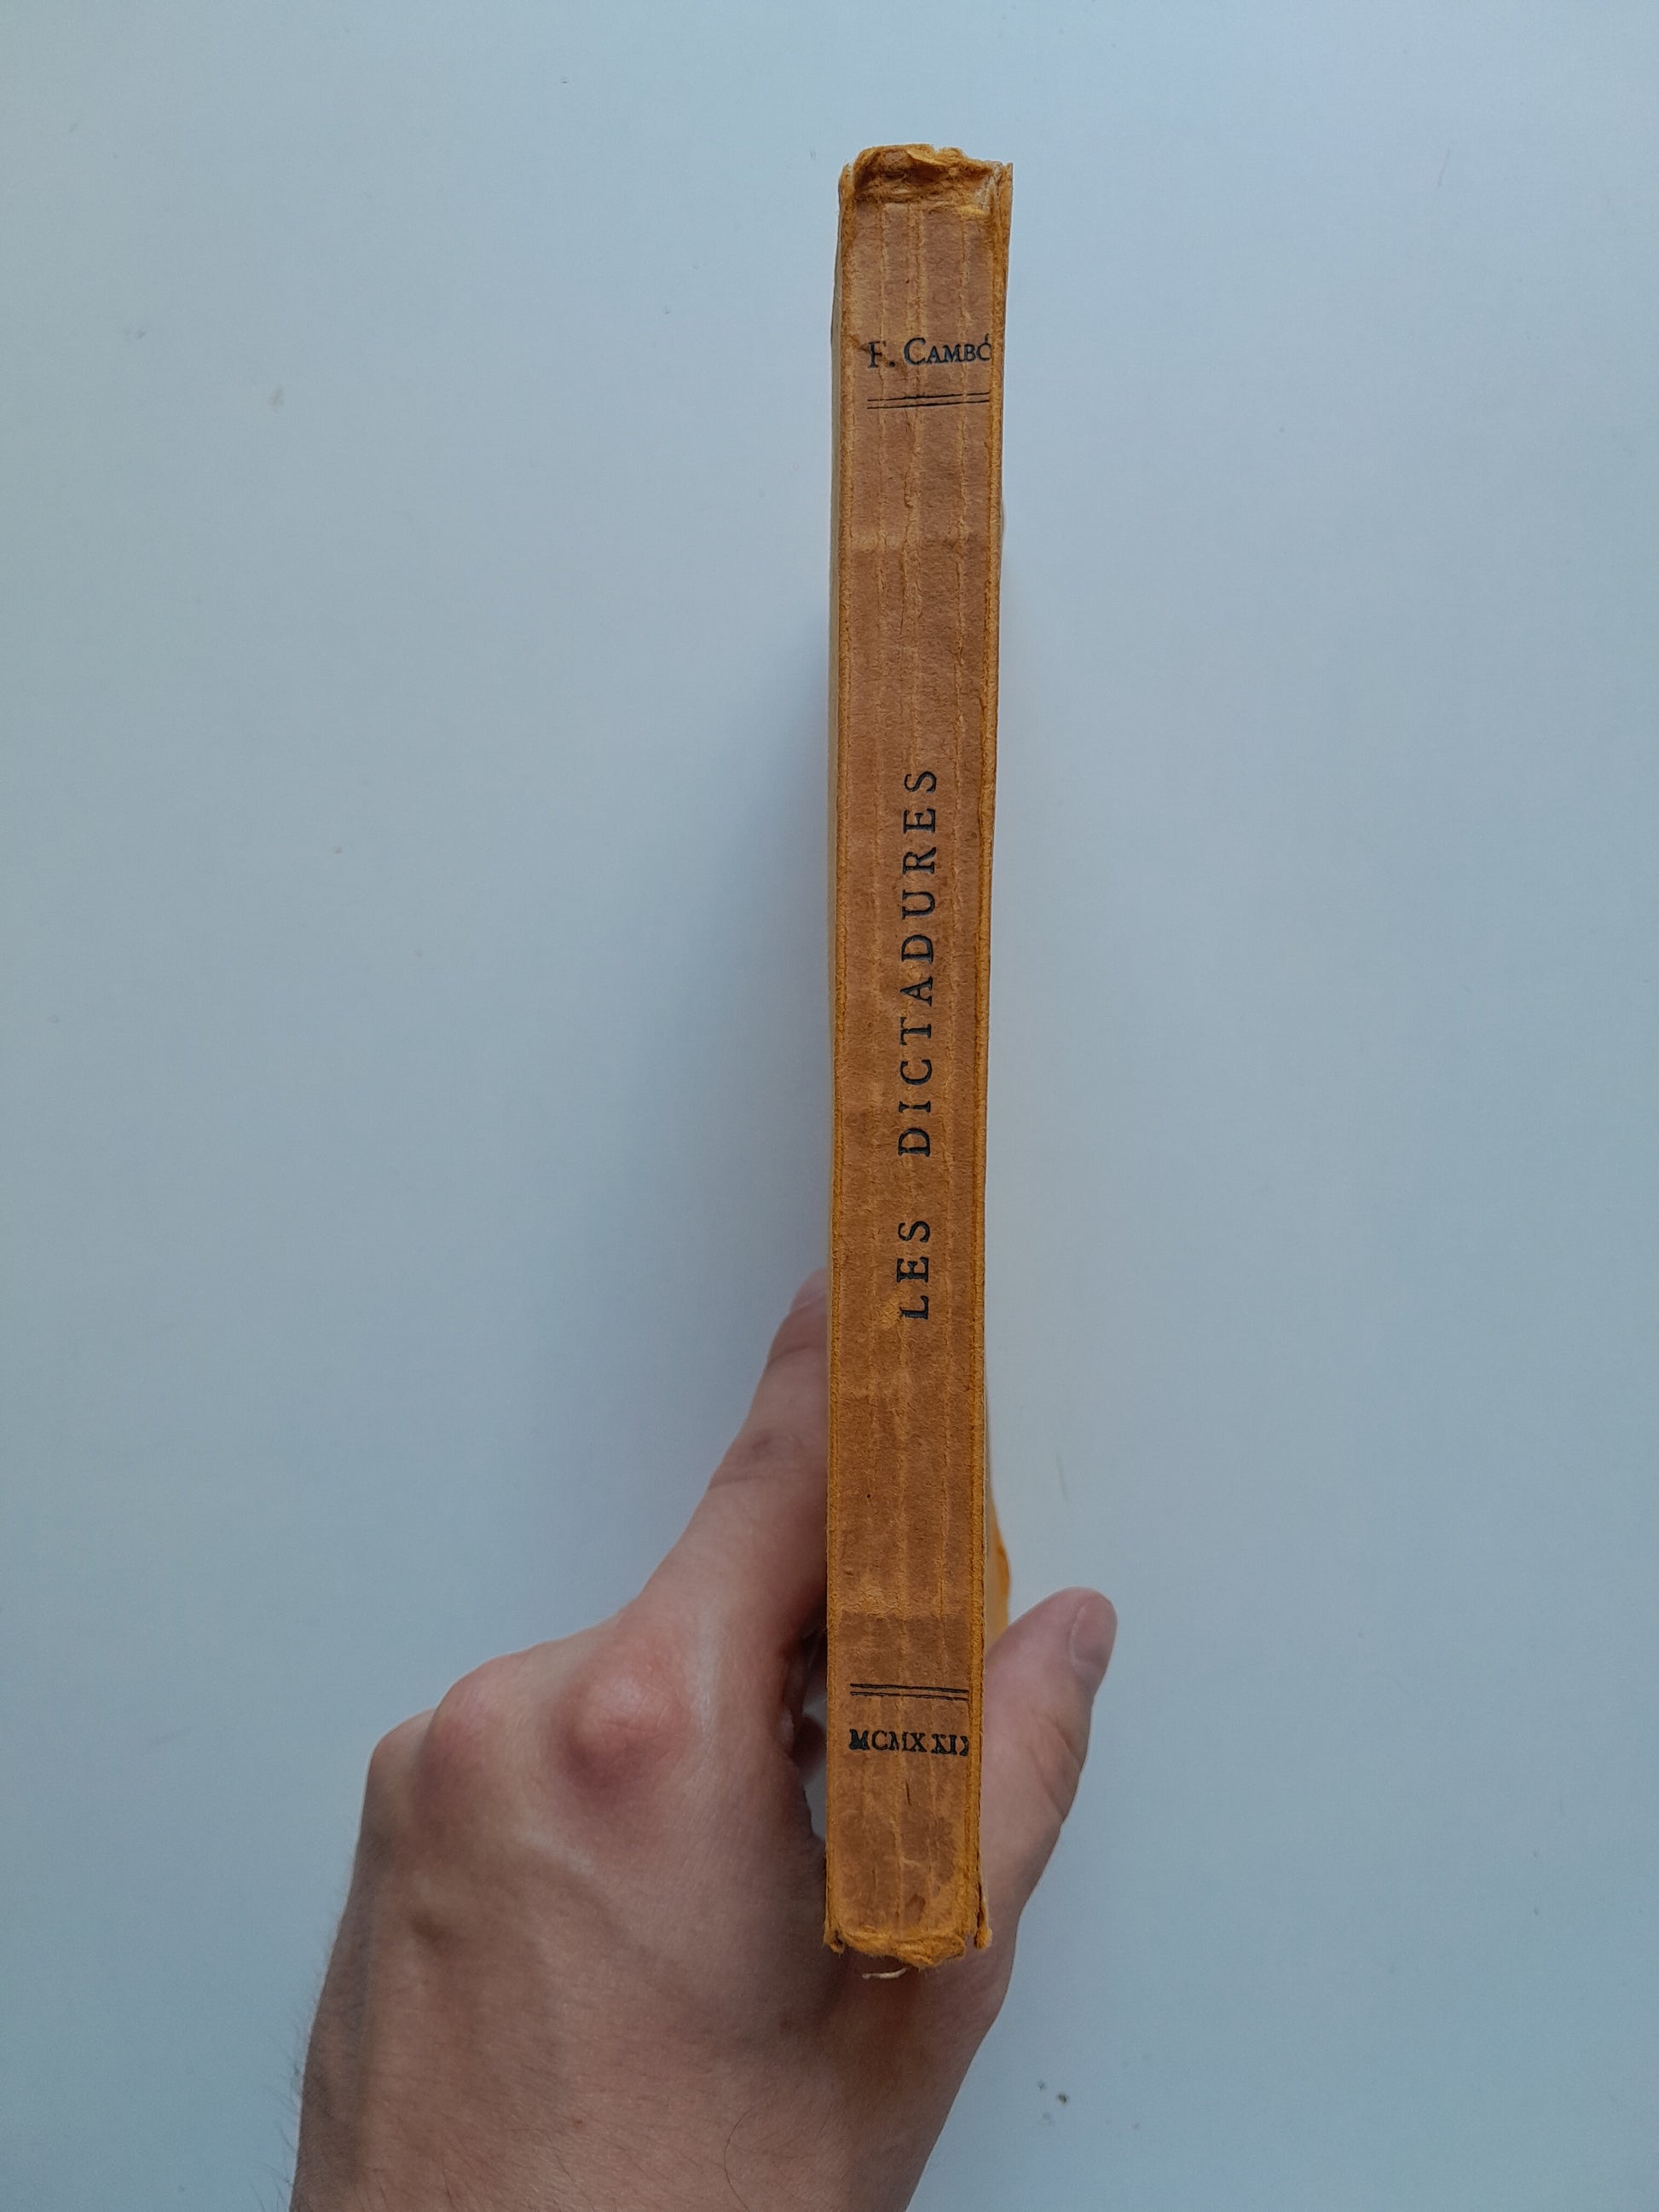 F. CAMBÓ
LES DICTADURES
MCMXXIX